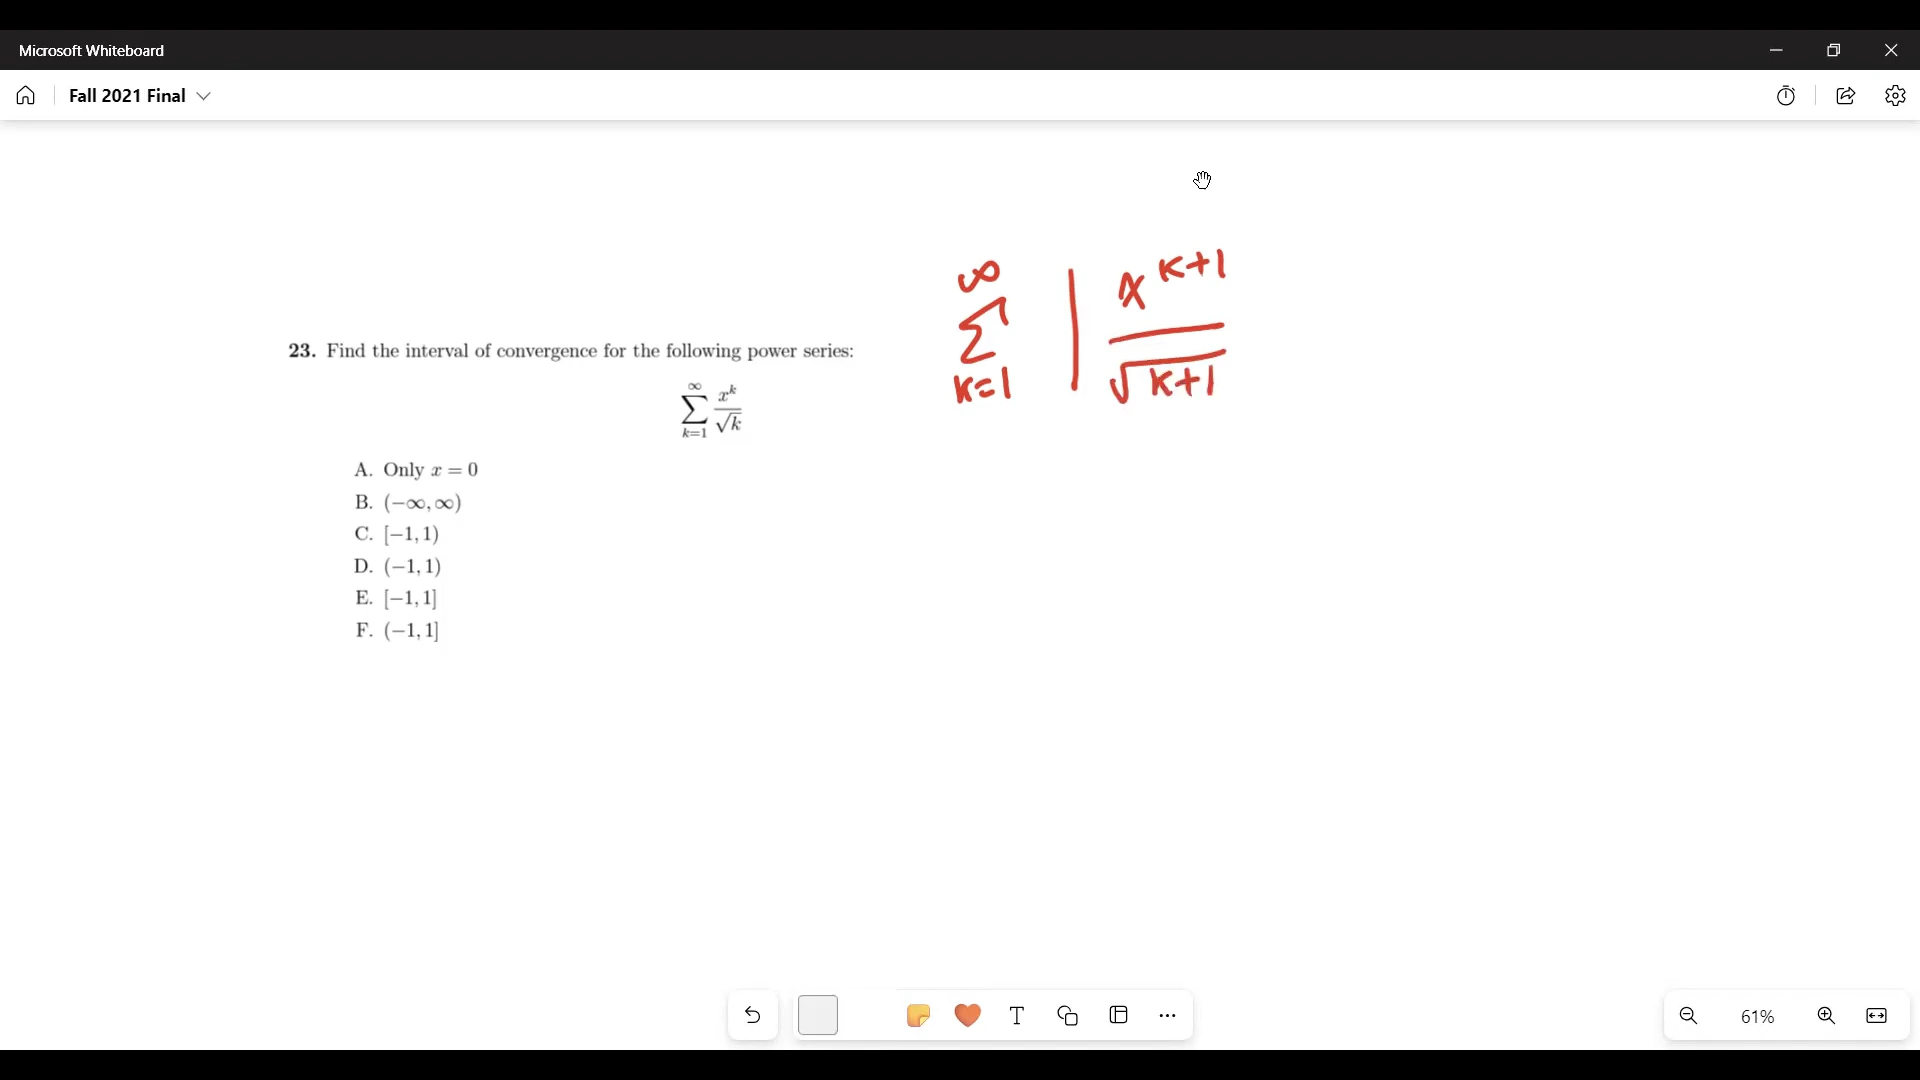 Microsoft Whiteboard
Fall 2021 Final
23. Find the interval of convergence for the following power series:
∞
∑ x^k / √k
k=1
A. Only x = 0
B. (−∞, ∞)
C. [−1, 1)
D. (−1, 1)
E. [−1, 1]
F. (−1, 1]
∞
∑ | x^{k+1} / √k+1
k=1
T
61%